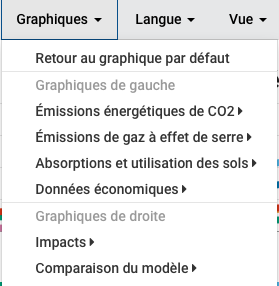 Graphiques Langue Vue
Retour au graphique par défaut
Graphiques de gauche
Émissions énergétiques de CO2
Émissions de gaz à effet de serre
Absorptions et utilisation des sols
Données économiques
Graphiques de droite
Impacts
Comparaison du modèle